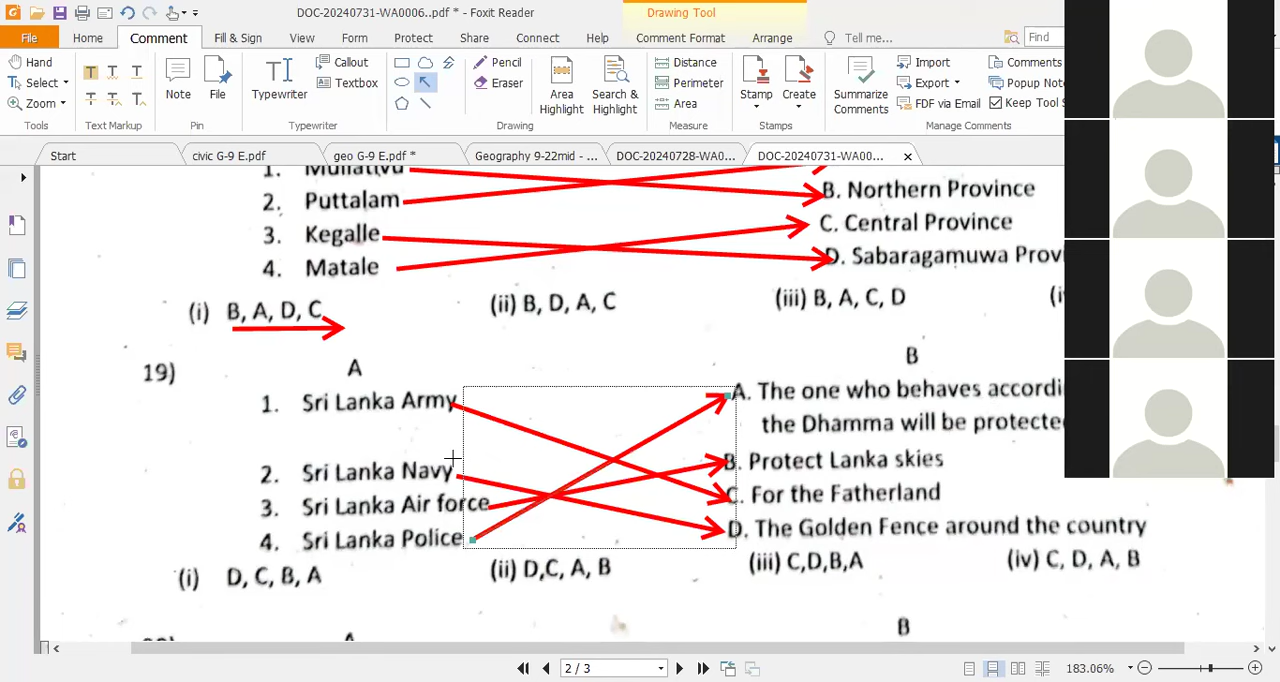 DOC-20240731-WA0006..pdf * - Foxit Reader
Drawing Tool
File Home Comment Fill & Sign View Form Protect Share Connect Help Comment Format Arrange Tell me... Find
Hand Callout Pencil Distance Import Comments
Select Textbox Eraser Perimeter Export Popup Note
Zoom Note File Typewriter Area Highlight Search & Highlight Area Stamp Create Summarize Comments FDF via Email Keep Tool S
Tools Text Markup Pin Typewriter Drawing Measure Stamps Manage Comments
Start civic G-9 E.pdf geo G-9 E.pdf * Geography 9-22mid - ... DOC-20240728-WA0... DOC-20240731-WA00...
1. Mullativu
B. Northern Province
2. Puttalam
C. Central Province
3. Kegalle
D. Sabaragamuwa Provi
4. Matale
(i) B, A, D, C (ii) B, D, A, C (iii) B, A, C, D (i
19) A B
1. Sri Lanka Army A. The one who behaves accordi
the Dhamma will be protected
2. Sri Lanka Navy B. Protect Lanka skies
3. Sri Lanka Air force C. For the Fatherland
4. Sri Lanka Police D. The Golden Fence around the country
(i) D, C, B, A (ii) D,C, A, B (iii) C,D,B,A (iv) C, D, A, B
A B
2 / 3 183.06%